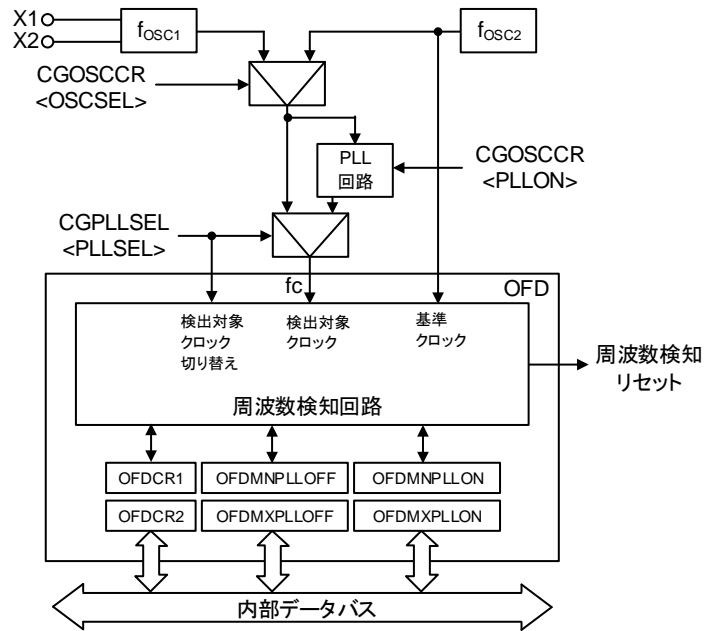 X1
X2
fOSC1
fOSC2
CGOSCCR
<OSCSEL>
PLL
回路
CGOSCCR
<PLLON>
CGPLLSEL
<PLLSEL>
fc
OFD
検出対象
クロック
切り替え
検出対象
クロック
基準
クロック
周波数検知
リセット
周波数検知回路
OFDCR1
OFDMNPLLOFF
OFDMNPLLON
OFDCR2
OFDMXPLLOFF
OFDMXPLLON
内部データバス